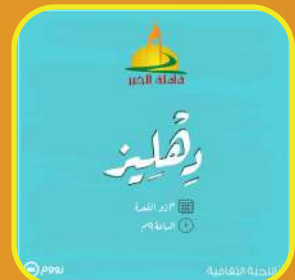 قافلة الخير
دِهْلِيز
٣ ذو القعدة
الساعة ٩م
اللجنة الثقافية
زووم